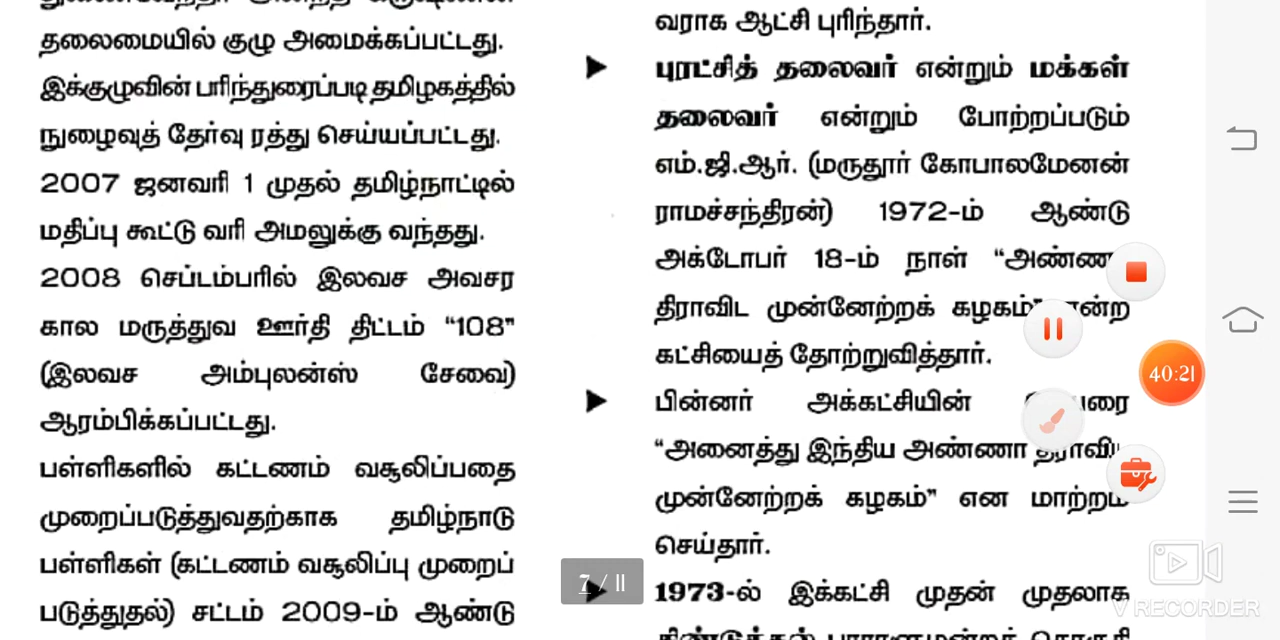 தலைமையில் குழு அமைக்கப்பட்டது.
இக்குழுவின் பரிந்துரைப்படி தமிழகத்தில்
நுழைவுத் தேர்வு ரத்து செய்யப்பட்டது.
2007 ஜனவரி 1 முதல் தமிழ்நாட்டில்
மதிப்பு கூட்டு வரி அமலுக்கு வந்தது.
2008 செப்டம்பரில் இலவச அவசர
கால மருத்துவ ஊர்தி திட்டம் “108”
(இலவச அம்புலன்ஸ் சேவை)
ஆரம்பிக்கப்பட்டது.
பள்ளிகளில் கட்டணம் வசூலிப்பதை
முறைப்படுத்துவதற்காக தமிழ்நாடு
பள்ளிகள் (கட்டணம் வசூலிப்பு முறைப்
படுத்துதல்) சட்டம் 2009-ம் ஆண்டு
வராக ஆட்சி புரிந்தார்.
புரட்சித் தலைவர் என்றும் மக்கள்
தலைவர் என்றும் போற்றப்படும்
எம்.ஜி.ஆர். (மருதூர் கோபாலமேனன்
ராமச்சந்திரன்) 1972-ம் ஆண்டு
அக்டோபர் 18-ம் நாள் “அண்ணா
திராவிட முன்னேற்றக் கழகம்” என்ற
கட்சியைத் தோற்றுவித்தார்.
பின்னர் அக்கட்சியின்
“அனைத்து இந்திய அண்ணா திராவிட
முன்னேற்றக் கழகம்” என மாற்றம்
செய்தார்.
1973-ல் இக்கட்சி முதன் முதலாக
7 / 11
40:21
V RECORDER